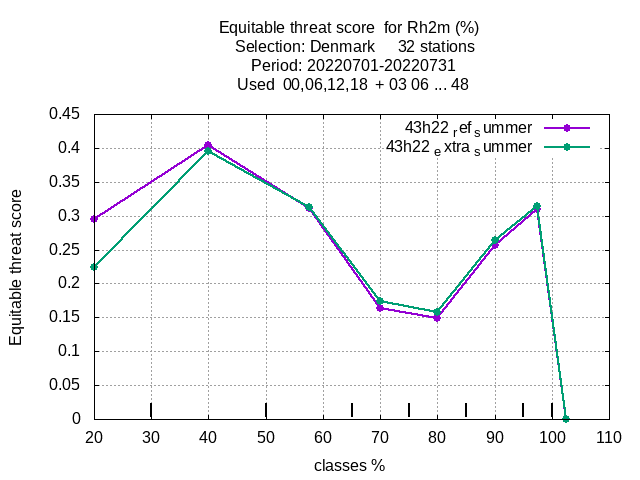 Equitable threat score  for Rh2m (%)
Selection: Denmark     32 stations
Period: 20220701-20220731
Used  00,06,12,18  + 03 06 ... 48
43h22 ref summer
43h22 extra summer
Equitable threat score
0.45
0.4
0.35
0.3
0.25
0.2
0.15
0.1
0.05
0
20 30 40 50 60 70 80 90 100 110
classes %